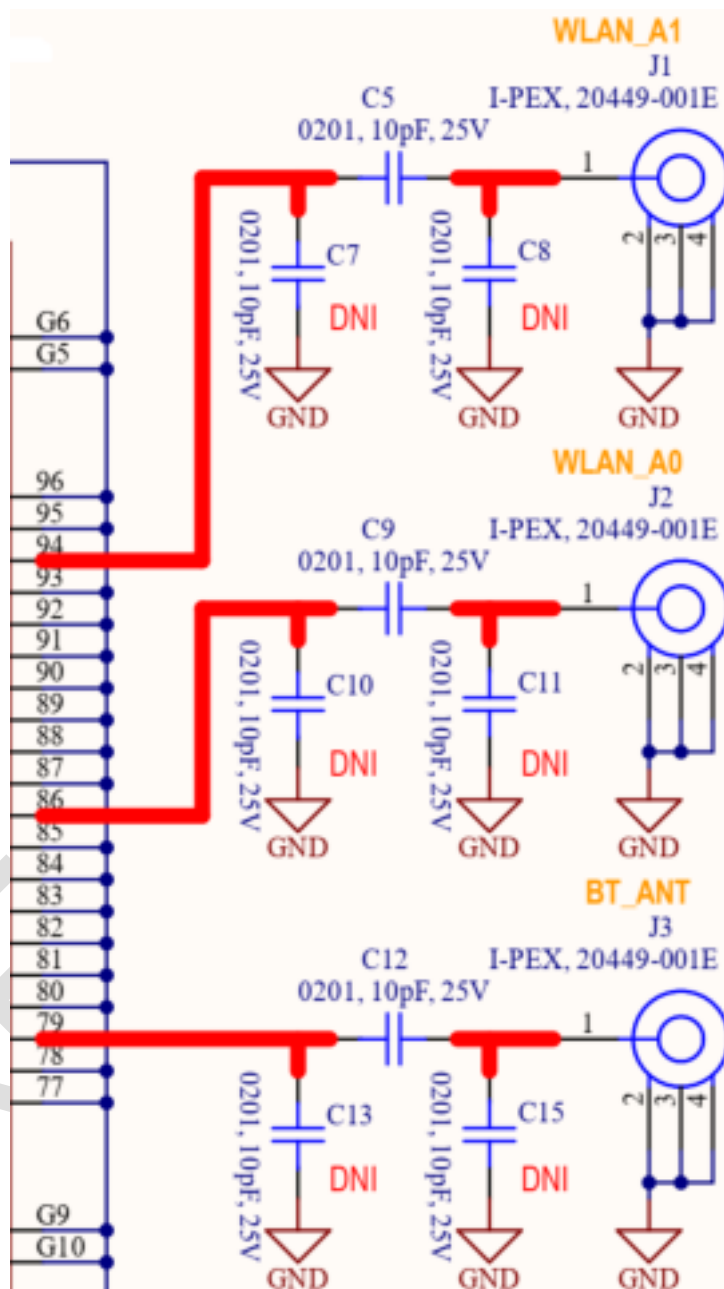 WLAN_A1
J1
I-PEX, 20449-001E
C5
0201, 10pF, 25V
1
2
3
4
C7
0201, 10pF, 25V
DNI
C8
0201, 10pF, 25V
DNI
GND
GND
GND
G6
G5
WLAN_A0
J2
I-PEX, 20449-001E
C9
0201, 10pF, 25V
1
2
3
4
C10
0201, 10pF, 25V
DNI
C11
0201, 10pF, 25V
DNI
GND
GND
GND
96
95
94
93
92
91
90
89
88
87
86
85
84
83
82
81
80
79
78
77
BT_ANT
J3
I-PEX, 20449-001E
C12
0201, 10pF, 25V
1
2
3
4
C13
0201, 10pF, 25V
DNI
C15
0201, 10pF, 25V
DNI
GND
GND
GND
G9
G10